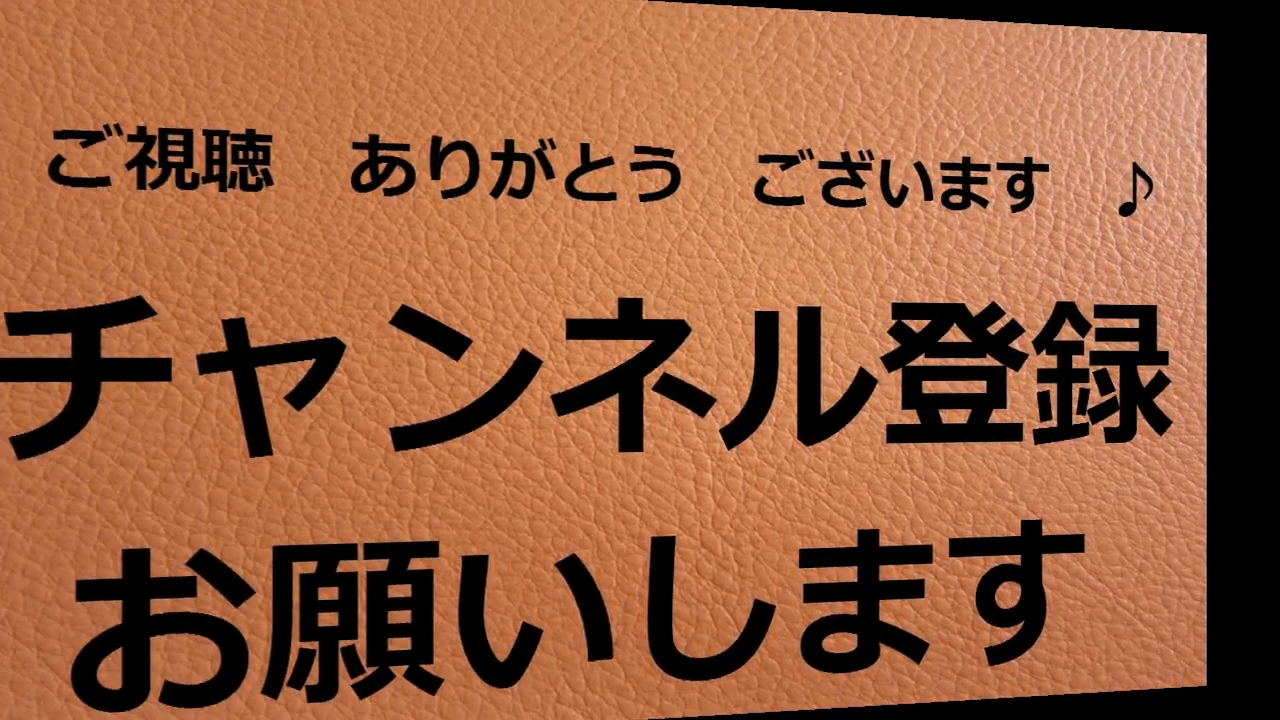 ご視聴　ありがとう　ございます　♪
チャンネル登録
お願いします